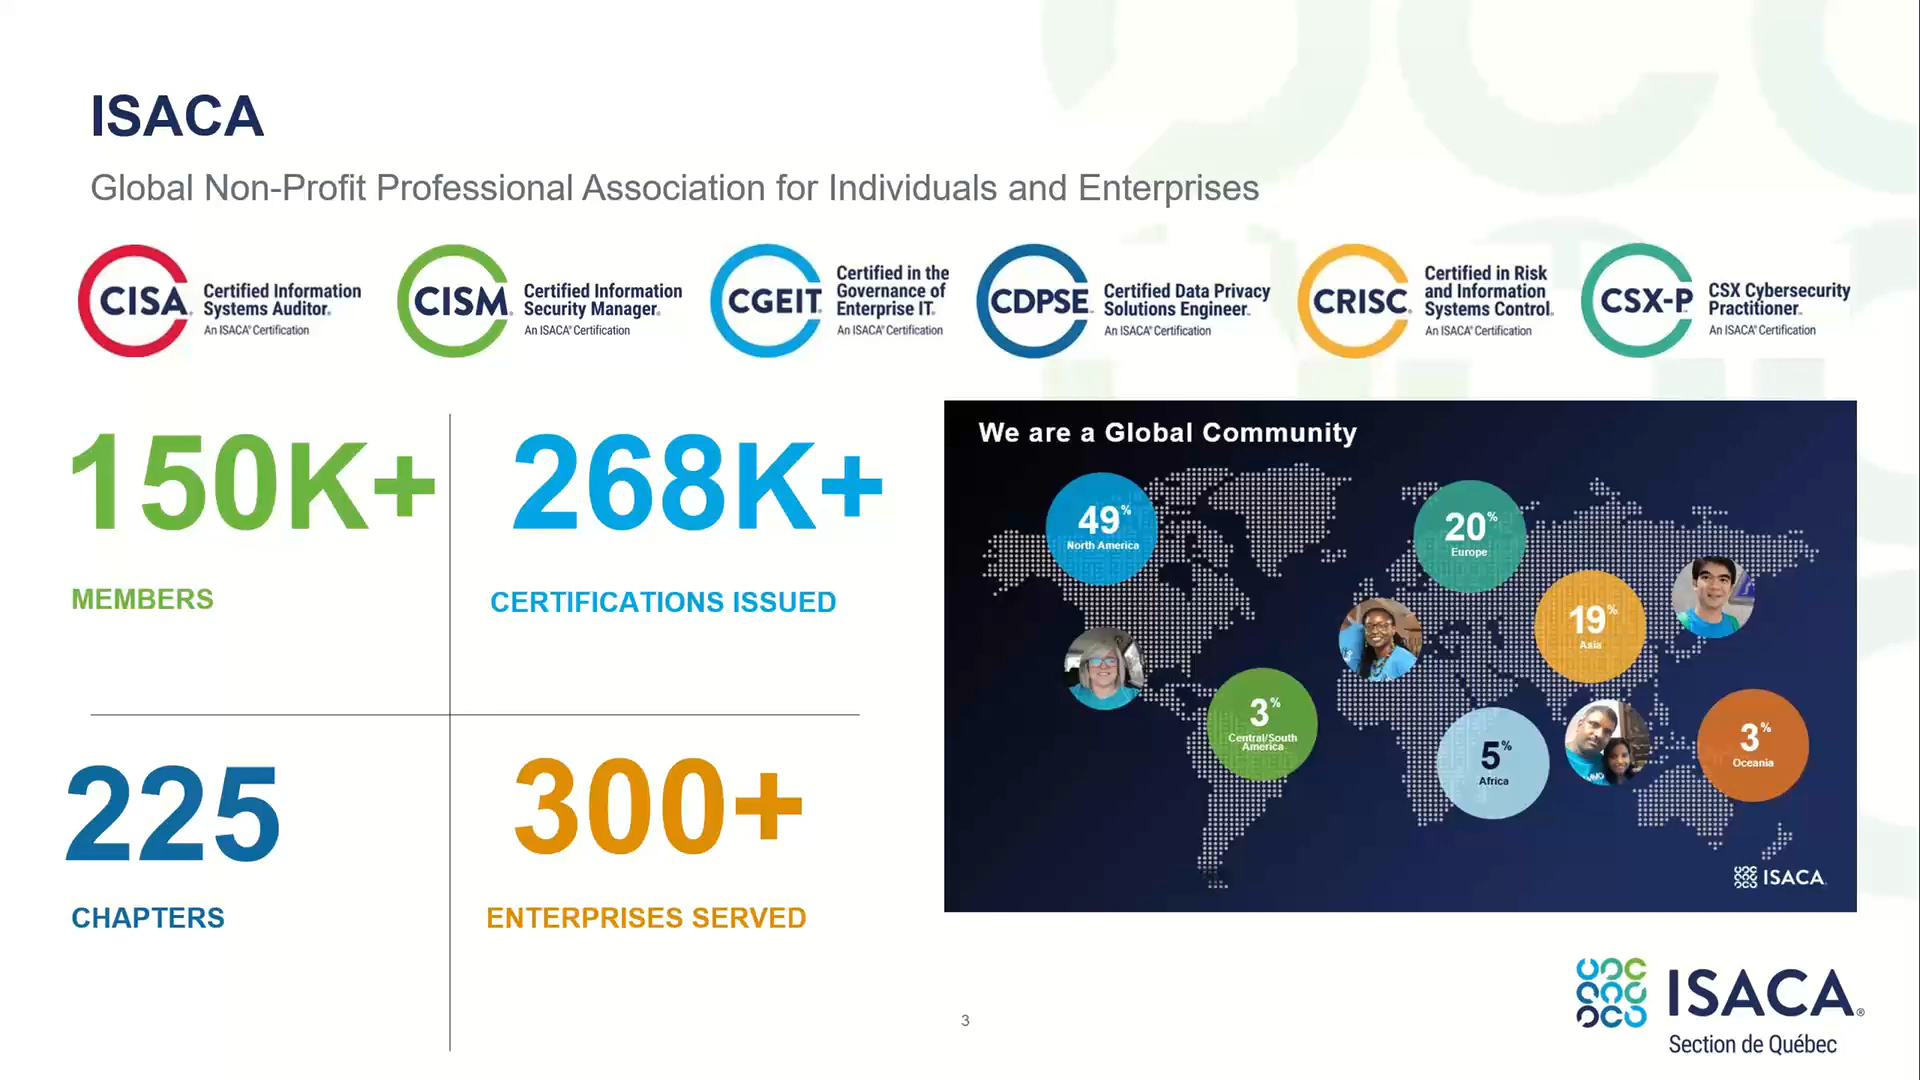 ISACA
Global Non-Profit Professional Association for Individuals and Enterprises
CISA®
Certified Information
Systems Auditor®
An ISACA® Certification
CISM®
Certified Information
Security Manager®
An ISACA® Certification
CGEIT®
Certified in the
Governance of
Enterprise IT®
An ISACA® Certification
CDPSE™
Certified Data Privacy
Solutions Engineer™
An ISACA® Certification
CRISC®
Certified in Risk
and Information
Systems Control®
An ISACA® Certification
CSX-P™
CSX Cybersecurity
Practitioner™
An ISACA® Certification
150K+
MEMBERS
268K+
CERTIFICATIONS ISSUED
225
CHAPTERS
300+
ENTERPRISES SERVED
We are a Global Community
49%
North America
20%
Europe
19%
Asia
3%
Central/South
America
5%
Africa
3%
Oceania
ISACA®
3
ISACA®
Section de Québec